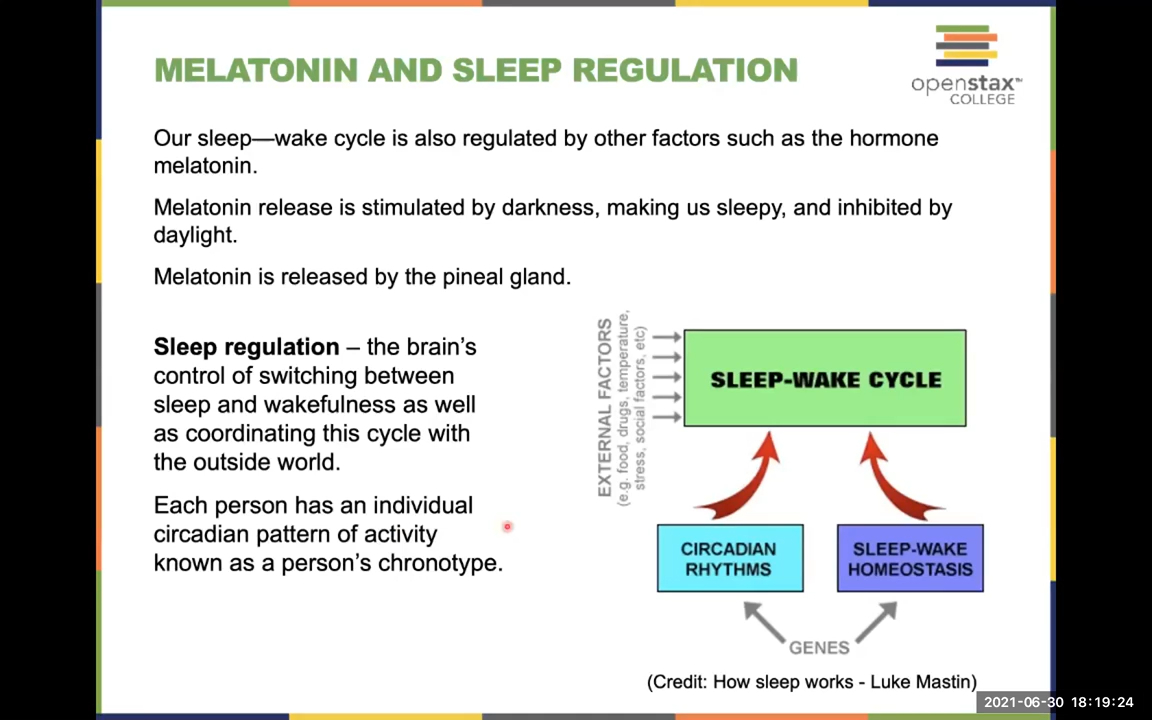 MELATONIN AND SLEEP REGULATION
openstax™
COLLEGE
Our sleep—wake cycle is also regulated by other factors such as the hormone
melatonin.
Melatonin release is stimulated by darkness, making us sleepy, and inhibited by
daylight.
Melatonin is released by the pineal gland.
Sleep regulation – the brain's
control of switching between
sleep and wakefulness as well
as coordinating this cycle with
the outside world.
Each person has an individual
circadian pattern of activity
known as a person's chronotype.
EXTERNAL FACTORS
(e.g. food, drugs, temperature,
stress, social factors, etc)
SLEEP-WAKE CYCLE
CIRCADIAN
RHYTHMS
SLEEP-WAKE
HOMEOSTASIS
GENES
(Credit: How sleep works - Luke Mastin)
2021-06-30 18:19:24